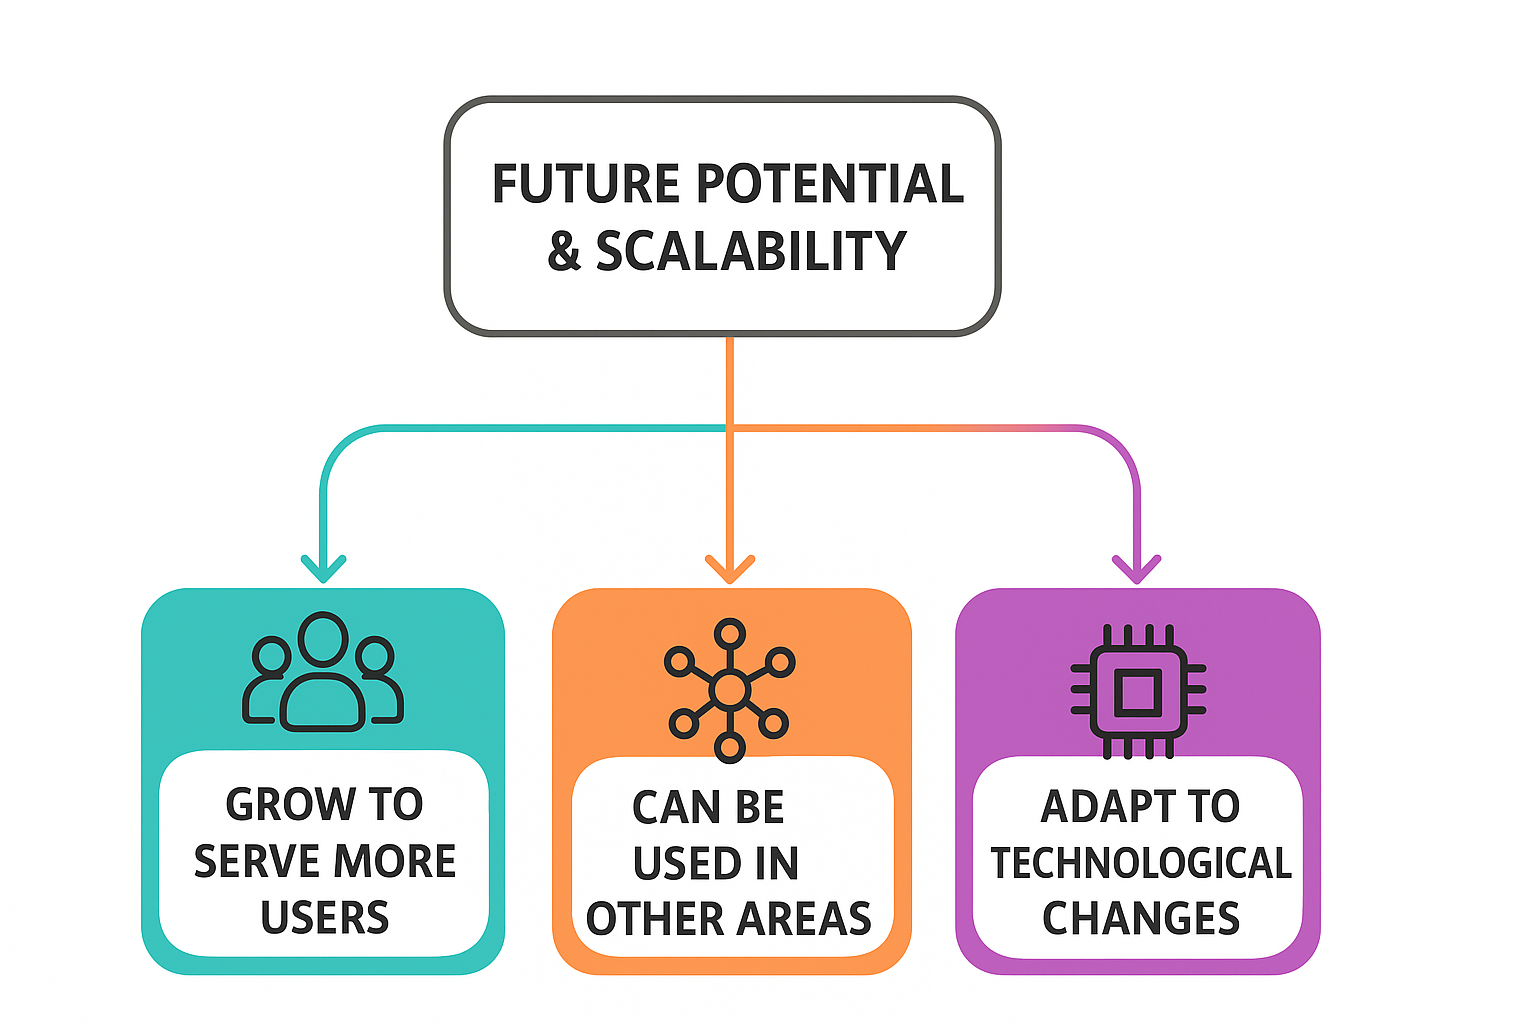 FUTURE POTENTIAL
& SCALABILITY
GROW TO
SERVE MORE
USERS
CAN BE
USED IN
OTHER AREAS
ADAPT TO
TECHNOLOGICAL
CHANGES